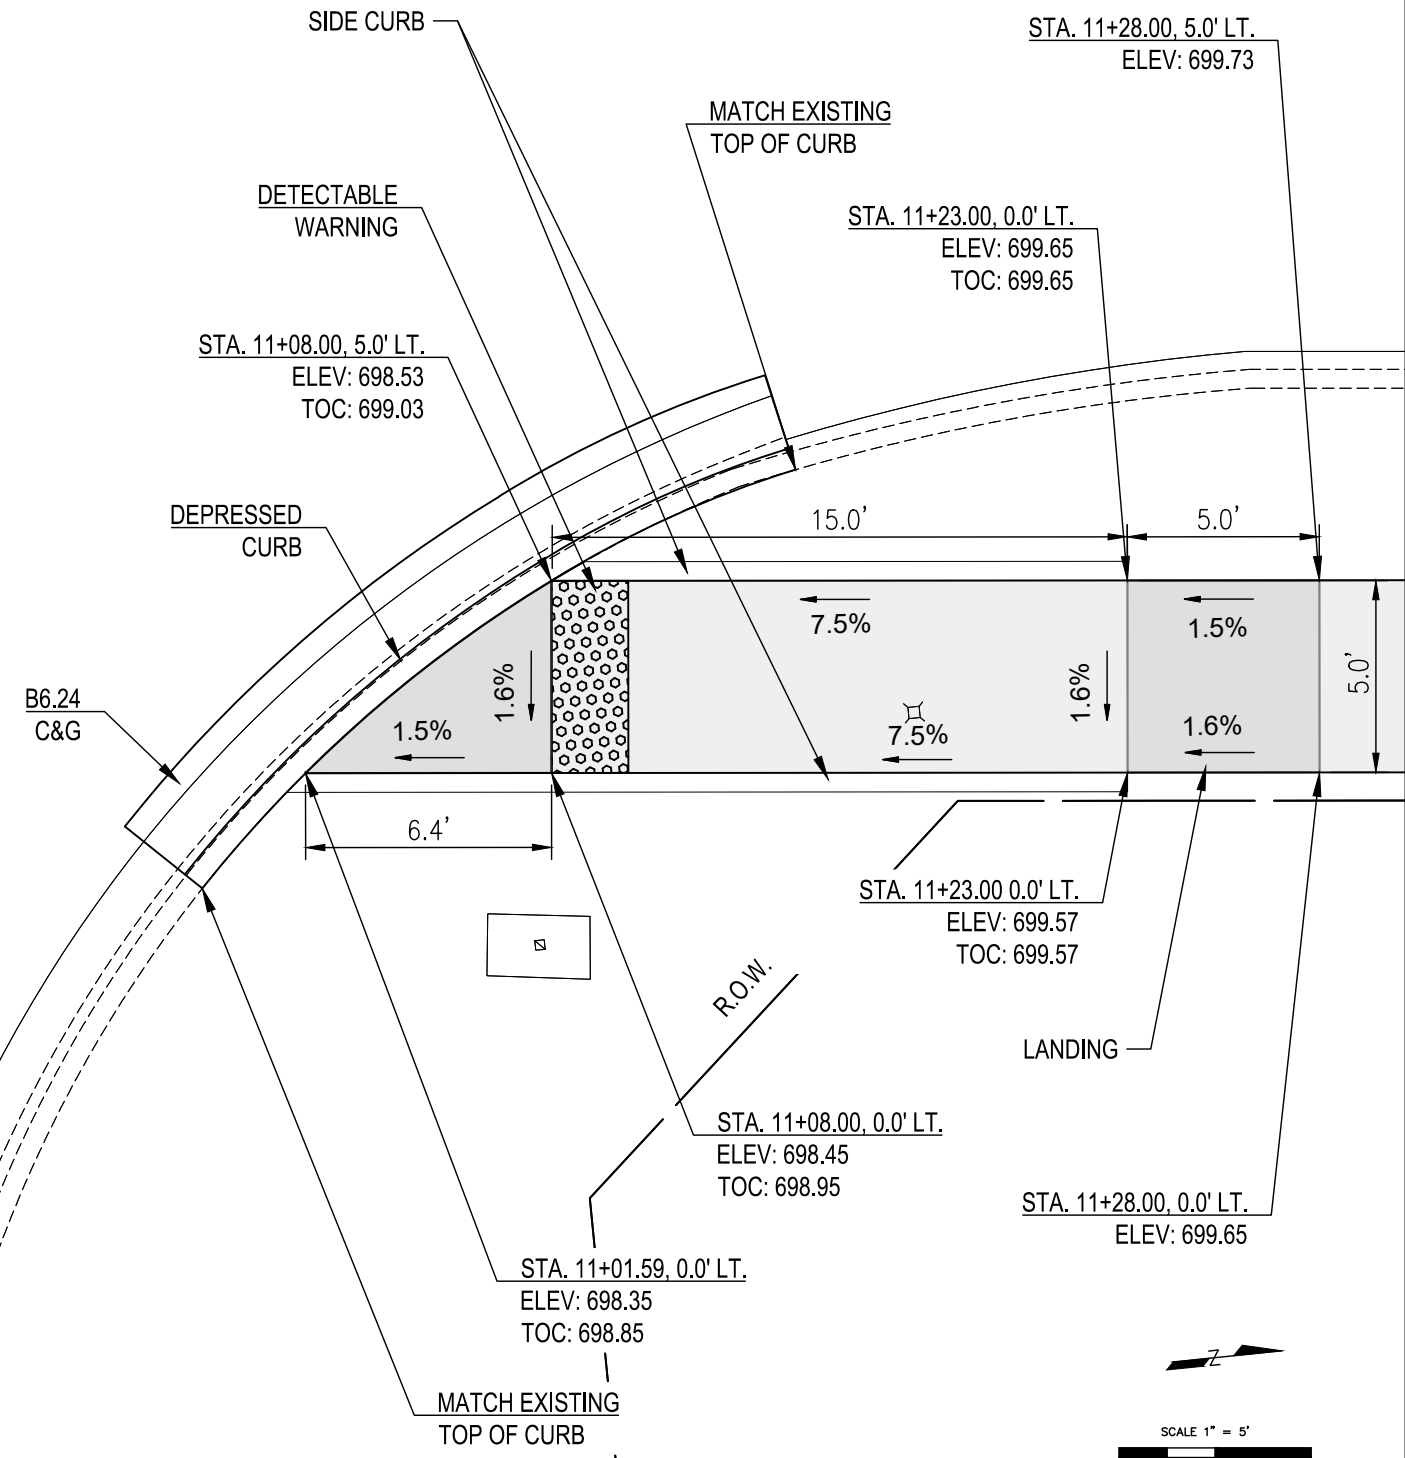 SIDE CURB
STA. 11+28.00, 5.0' LT.
ELEV: 699.73
MATCH EXISTING
TOP OF CURB
DETECTABLE
WARNING
STA. 11+23.00, 0.0' LT.
ELEV: 699.65
TOC: 699.65
STA. 11+08.00, 5.0' LT.
ELEV: 698.53
TOC: 699.03
DEPRESSED
CURB
15.0'
5.0'
7.5%
1.5%
1.6%
1.6%
5.0'
B6.24
C&G
1.5%
7.5%
1.6%
6.4'
STA. 11+23.00 0.0' LT.
ELEV: 699.57
TOC: 699.57
R.O.W.
LANDING
STA. 11+08.00, 0.0' LT.
ELEV: 698.45
TOC: 698.95
STA. 11+28.00, 0.0' LT.
ELEV: 699.65
STA. 11+01.59, 0.0' LT.
ELEV: 698.35
TOC: 698.85
Z
MATCH EXISTING
TOP OF CURB
SCALE 1" = 5'